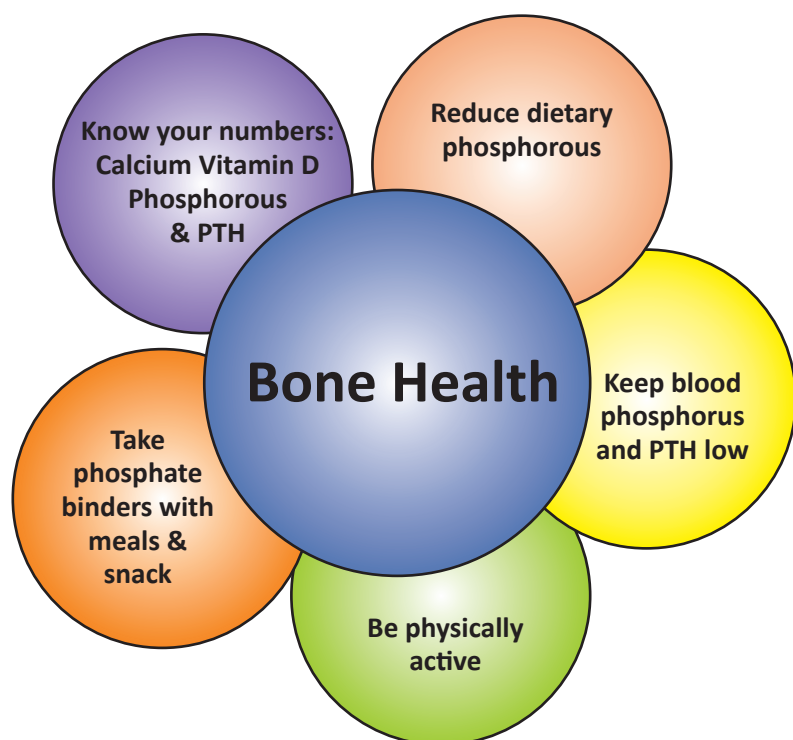 Know your numbers:
Calcium Vitamin D
Phosphorous
& PTH
Reduce dietary
phosphorous
Bone Health
Keep blood
phosphorus
and PTH low
Take
phosphate
binders with
meals &
snack
Be physically
active